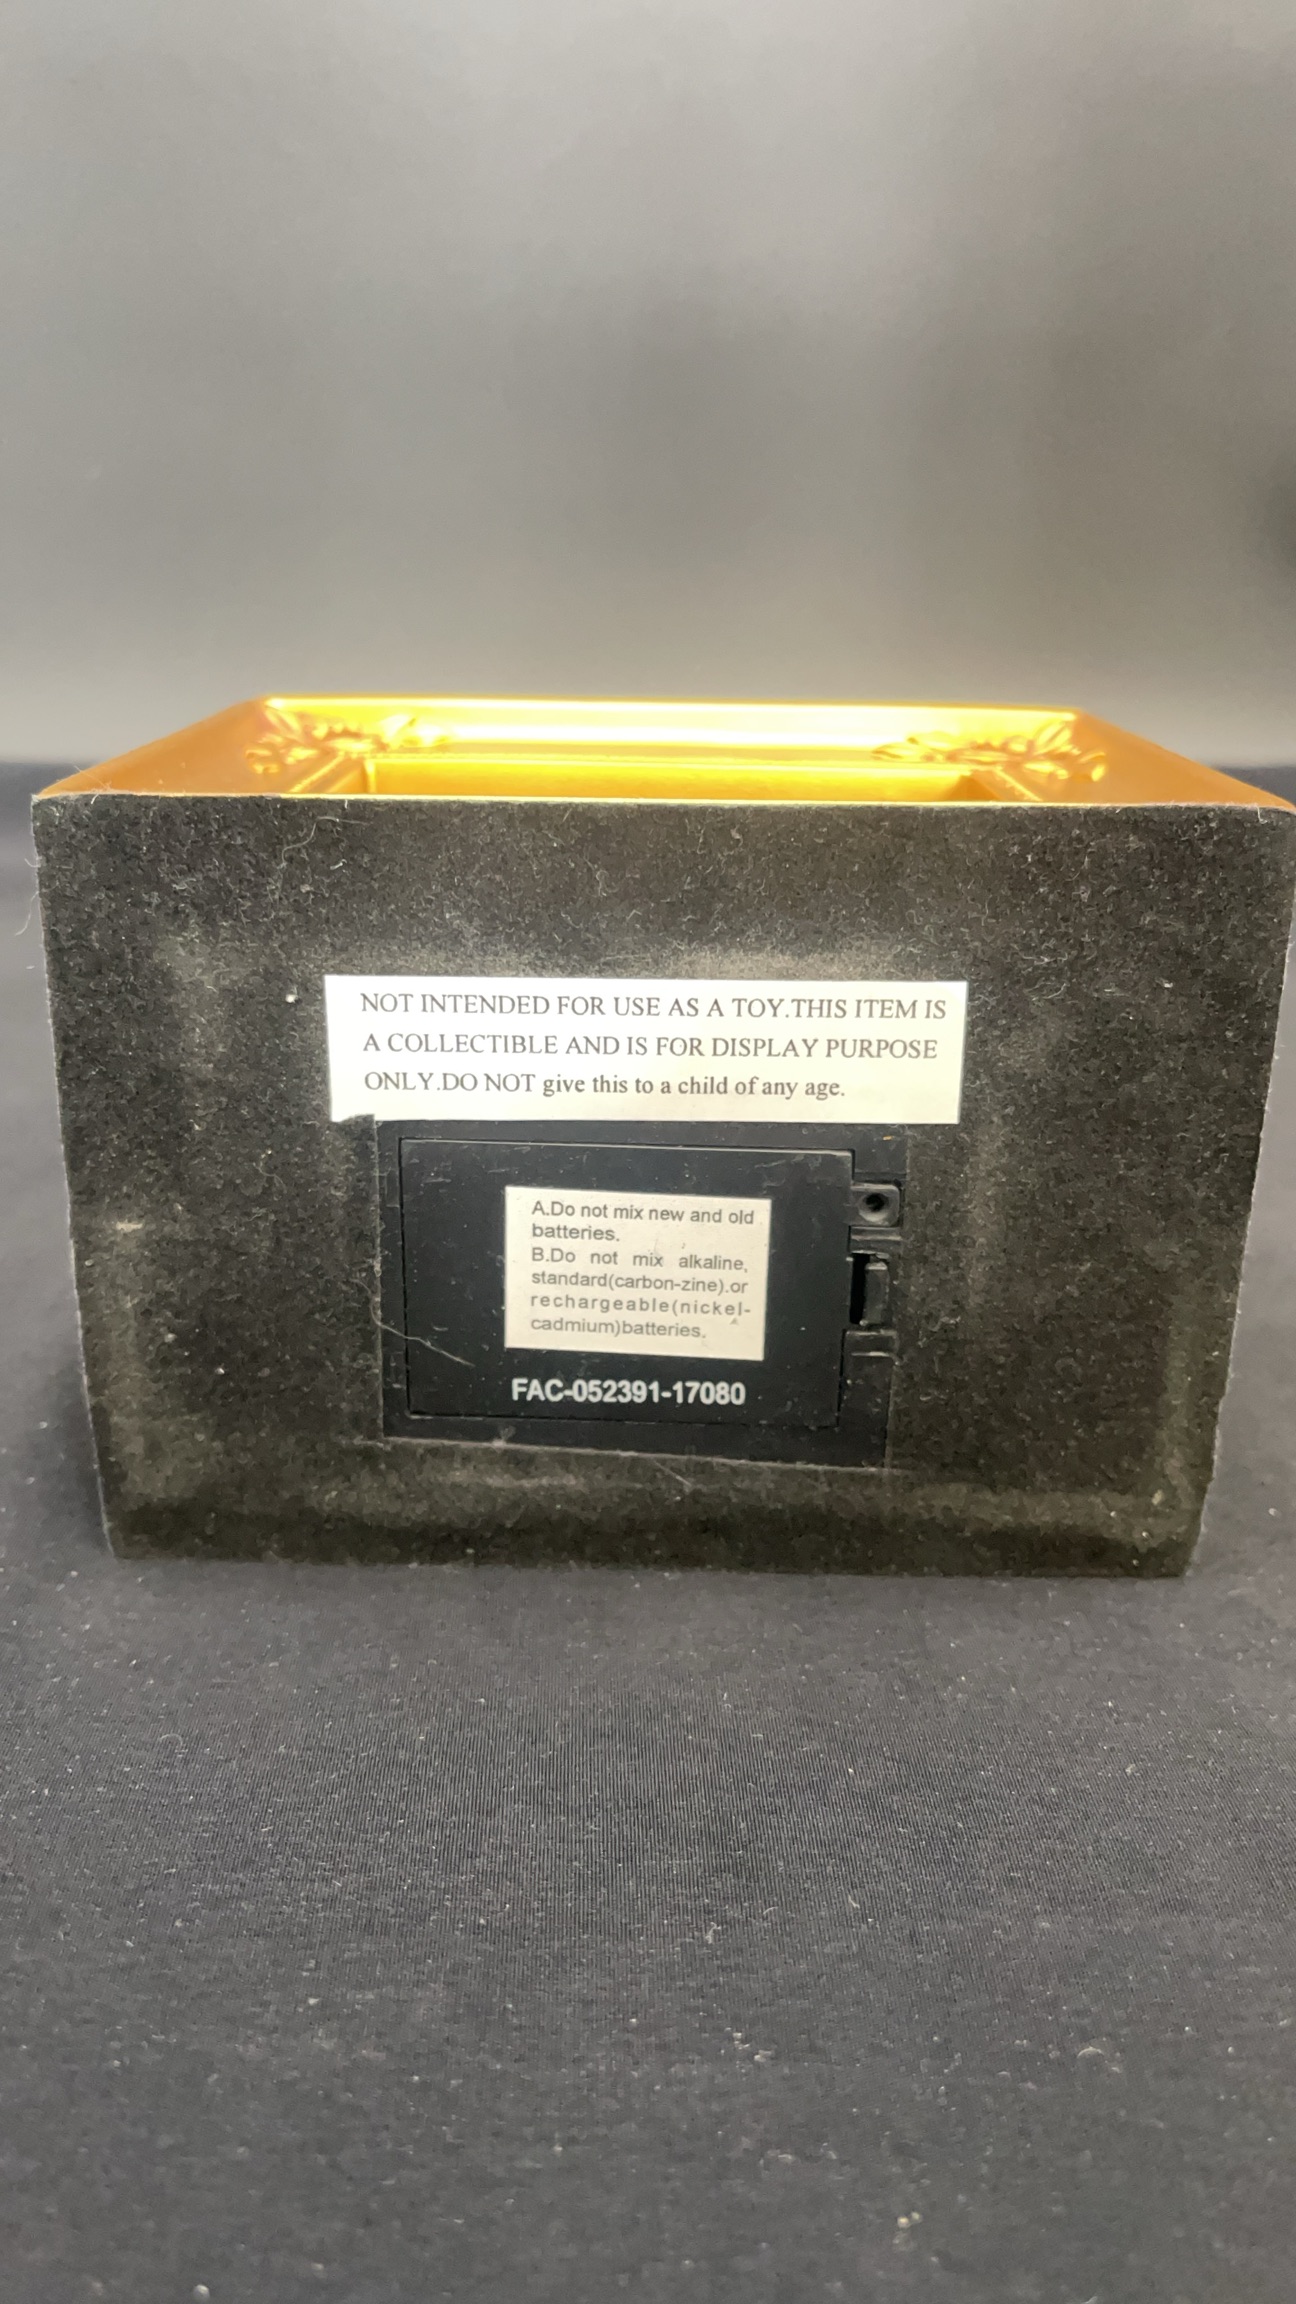 NOT INTENDED FOR USE AS A TOY.THIS ITEM IS
A COLLECTIBLE AND IS FOR DISPLAY PURPOSE
ONLY.DO NOT give this to a child of any age.
A.Do not mix new and old
batteries.
B.Do not mix alkaline,
standard(carbon-zine).or
rechargeable(nickel-
cadmium)batteries.
FAC-052391-17080